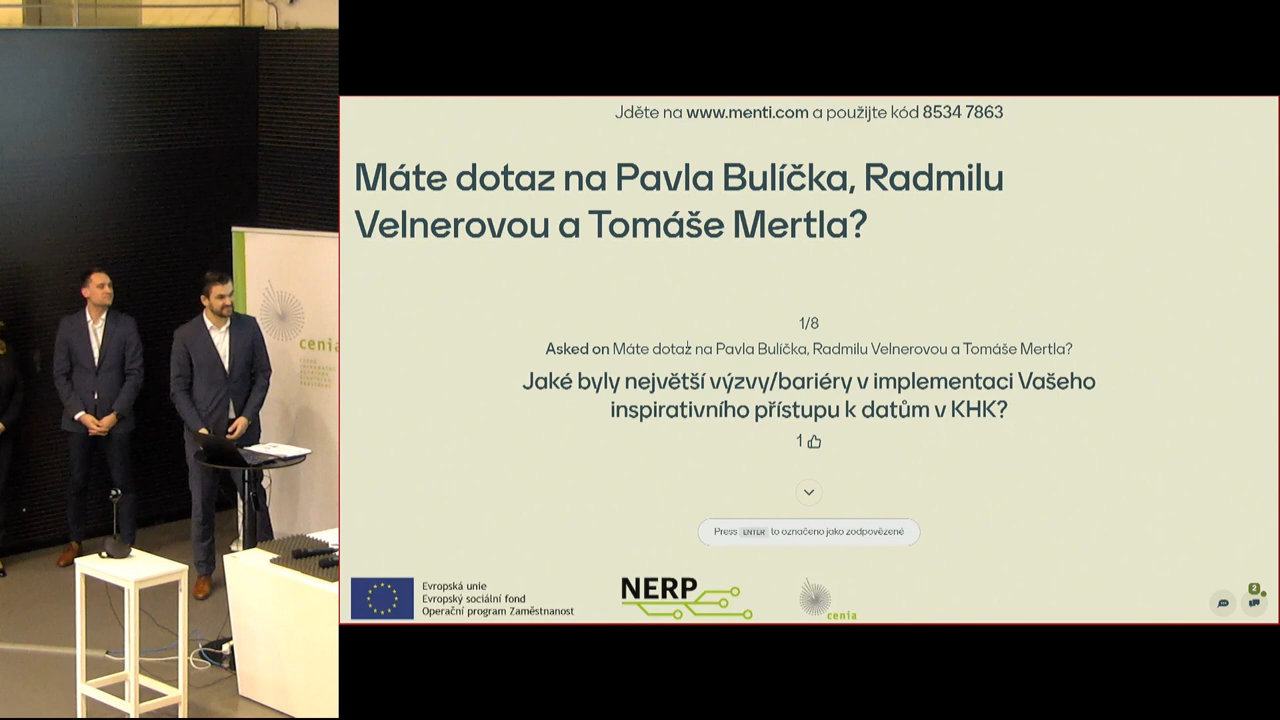 Jděte na www.menti.com a použijte kód 8534 7863
Máte dotaz na Pavla Bulíčka, Radmilu
Velnerovou a Tomáše Mertla?
1/8
Asked on Máte dotaz na Pavla Bulíčka, Radmilu Velnerovou a Tomáše Mertla?
Jaké byly největší výzvy/bariéry v implementaci Vašeho
inspirativního přístupu k datům v KHK?
1
Press ENTER to označeno jako zodpovězené
Evropská unie
Evropský sociální fond
Operační program Zaměstnanost
NERP
cenia
2
cenia